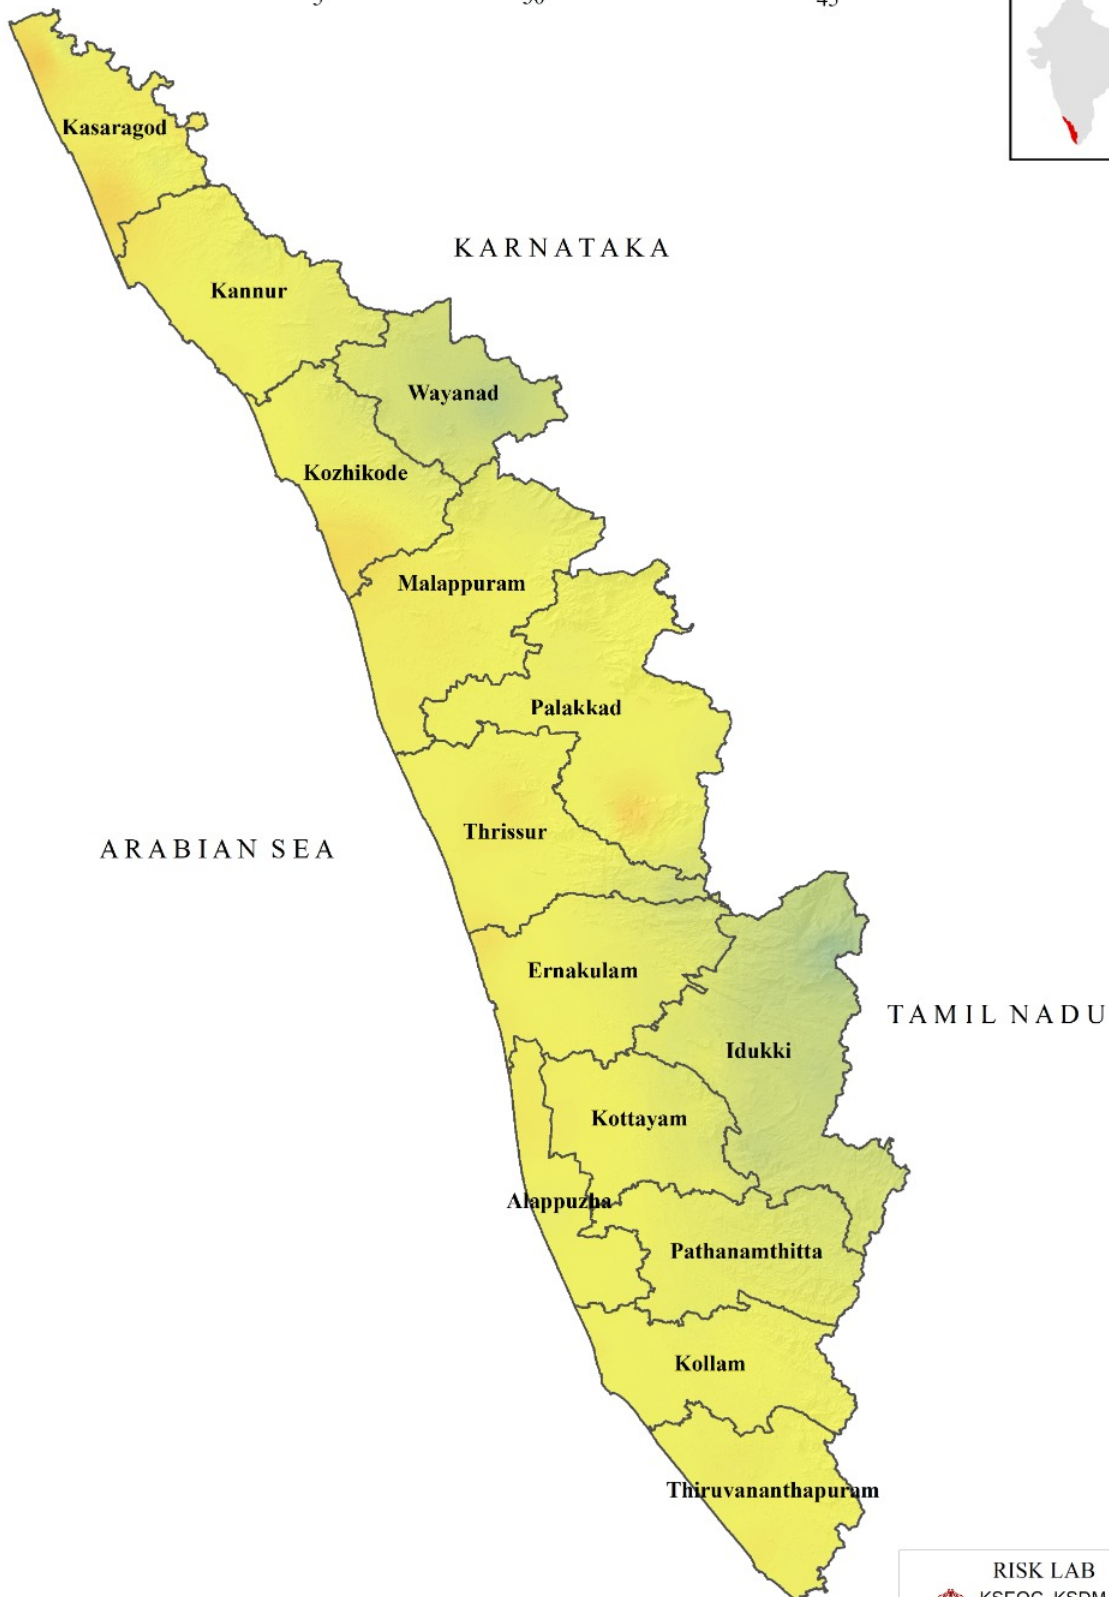 Kasaragod
KARNATAKA
Kannur
Wayanad
Kozhikode
Malappuram
Palakkad
Thrissur
ARABIAN SEA
Ernakulam
TAMIL NADU
Idukki
Kottayam
Alappuzha
Pathanamthitta
Kollam
Thiruvananthapuram
RISK LAB